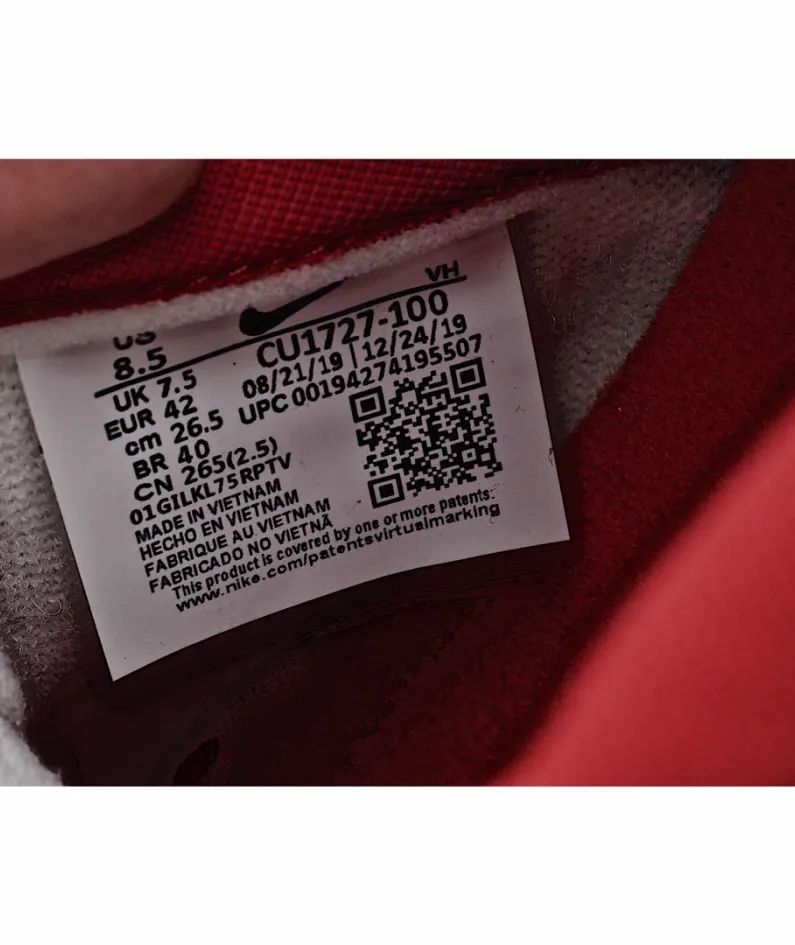 VH
US
8.5
UK 7.5
EUR 42
cm 26.5
BR 40
CN 265(2.5)
CU1727-100
08/21/19 | 12/24/19
UPC 00194274195507
01GILKL75RPTV
MADE IN VIETNAM
HECHO EN VIETNAM
FABRIQUE AU VIETNAM
FABRICADO NO VIETNÃ
This product is covered by one or more patents:
www.nike.com/patentsvirtualmarking